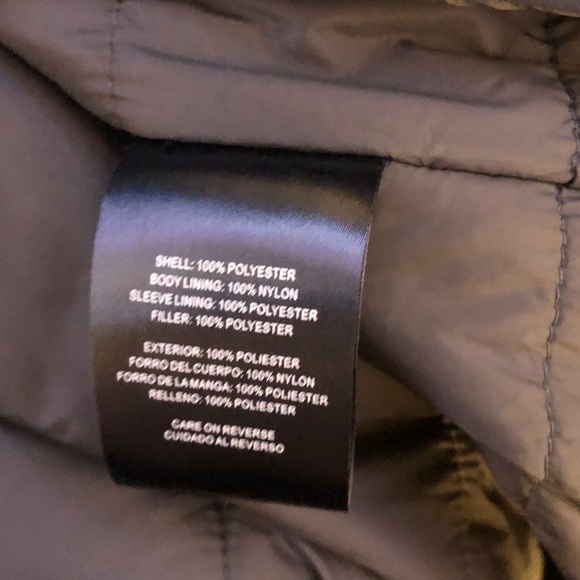 SHELL: 100% POLYESTER
BODY LINING: 100% NYLON
SLEEVE LINING: 100% POLYESTER
FILLER: 100% POLYESTER
EXTERIOR: 100% POLIESTER
FORRO DEL CUERPO: 100% NYLON
FORRO DE LA MANGA: 100% POLIESTER
RELLENO: 100% POLIESTER
CARE ON REVERSE
CUIDADO AL REVERSO